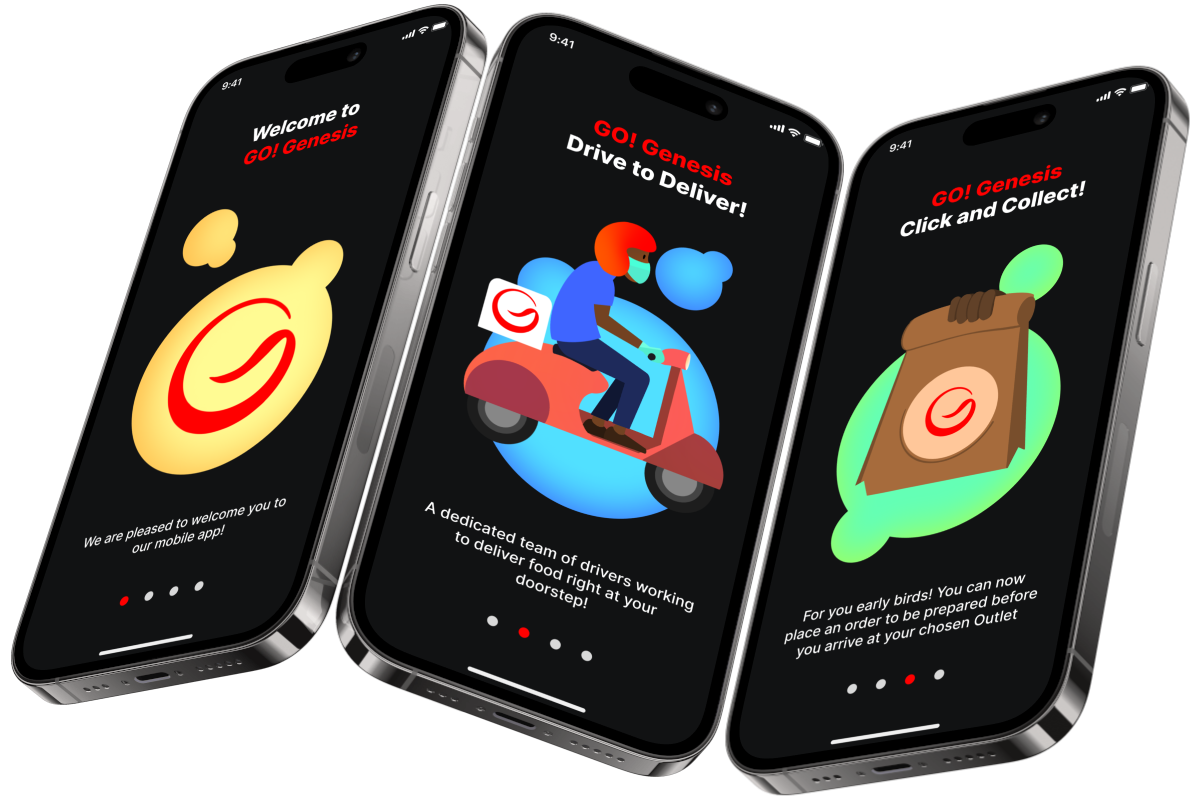 9:41
Welcome to
GO! Genesis
We are pleased to welcome you to
our mobile app!
9:41
GO! Genesis
Drive to Deliver!
A dedicated team of drivers working
to deliver food right at your
doorstep!
9:41
GO! Genesis
Click and Collect!
For you early birds! You can now
place an order to be prepared before
you arrive at your chosen Outlet